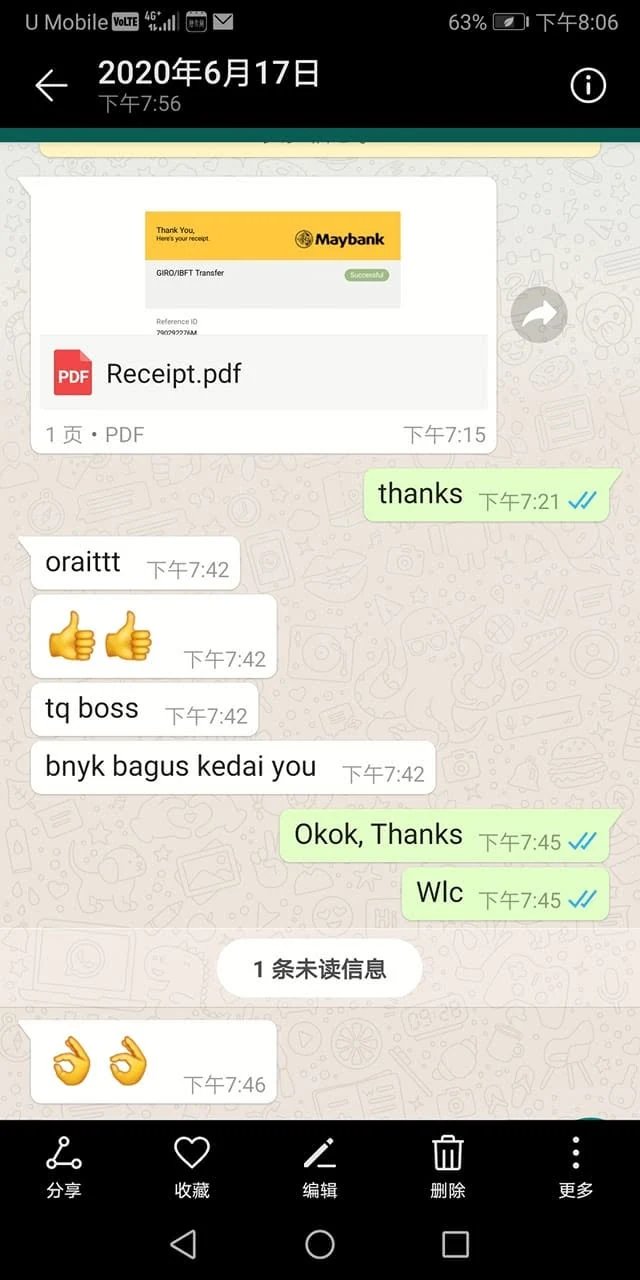 U Mobile VoLTE 4G+ 63% 下午8:06
2020年6月17日
下午7:56
Thank You,
Here's your receipt.
Maybank
GIRO/IBFT Transfer
Successful
Reference ID
790292276M
PDF
Receipt.pdf
1 页 • PDF 下午7:15
thanks 下午7:21
oraittt 下午7:42
👍👍 下午7:42
tq boss 下午7:42
bnyk bagus kedai you 下午7:42
Okok, Thanks 下午7:45
Wlc 下午7:45
1 条未读信息
👌👌 下午7:46
分享 收藏 编辑 删除 更多